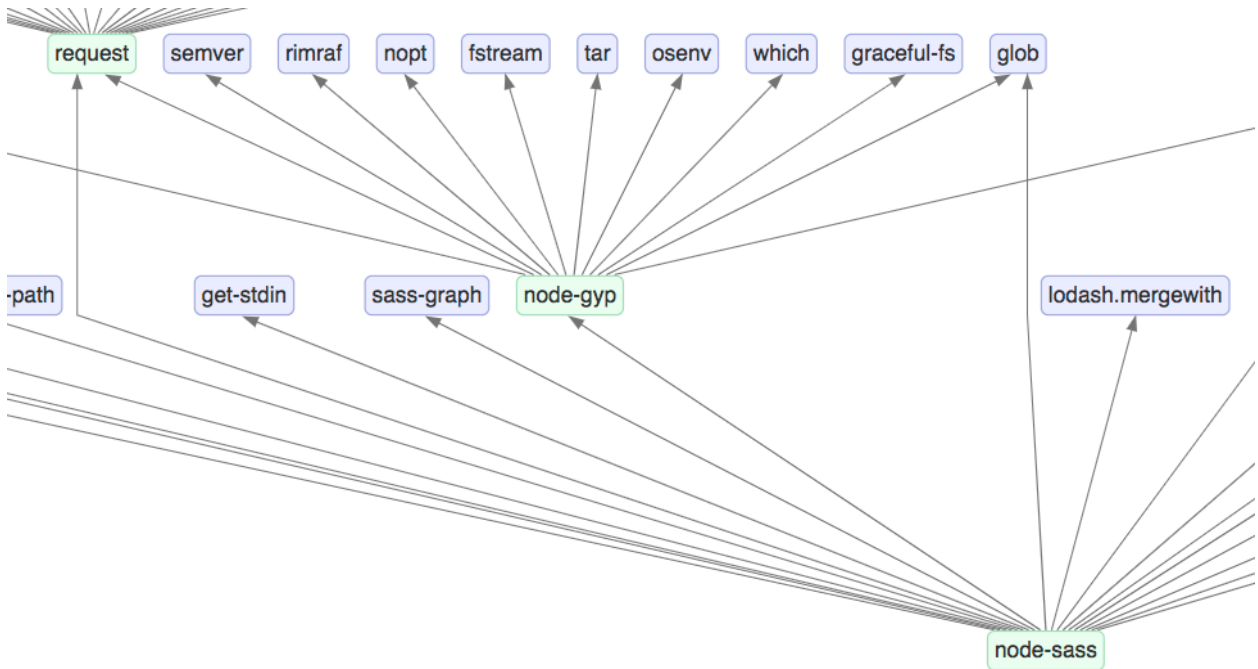 request
semver
rimraf
nopt
fstream
tar
osenv
which
graceful-fs
glob
-path
get-stdin
sass-graph
node-gyp
lodash.mergewith
node-sass